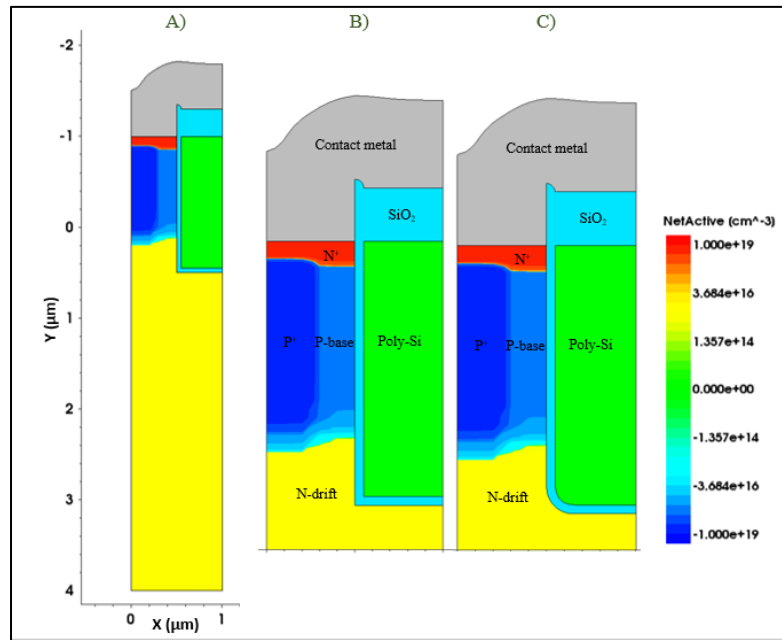 A)
B)
C)
-2
-1
0
1
2
3
4
Y (μm)
0
1
X (μm)
Contact metal
SiO₂
N⁺
P⁺
P-base
Poly-Si
N-drift
Contact metal
SiO₂
N⁺
P⁺
P-base
Poly-Si
N-drift
NetActive (cm^-3)
1.000e+19
3.684e+16
1.357e+14
0.000e+00
-1.357e+14
-3.684e+16
-1.000e+19